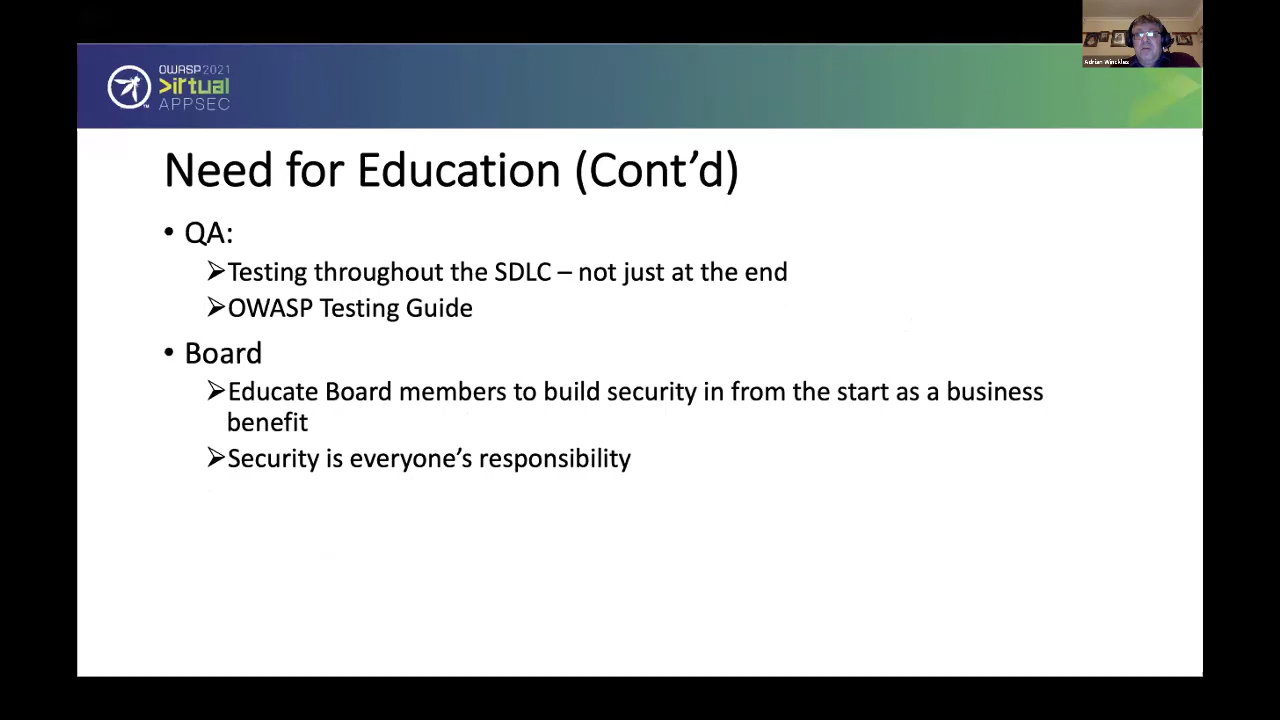 OWASP 2021
Virtual
APPSEC
Adrian Winckles
Need for Education (Cont’d)
• QA:
➢Testing throughout the SDLC – not just at the end
➢OWASP Testing Guide
• Board
➢Educate Board members to build security in from the start as a business
benefit
➢Security is everyone’s responsibility